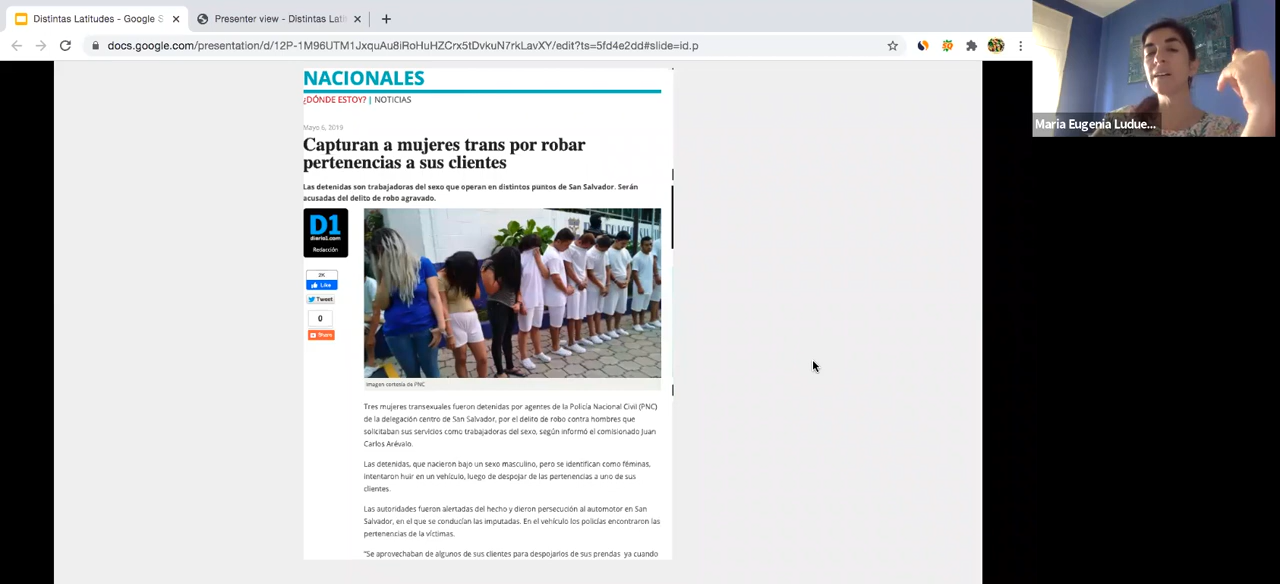 Distintas Latitudes - Google S
Presenter view - Distintas Lati
docs.google.com/presentation/d/12P-1M96UTM1JxquAu8iRoHuHZCrx5tDvkuN7rkLavXY/edit?ts=5fd4e2dd#slide=id.p
Maria Eugenia Ludue...
NACIONALES
¿DÓNDE ESTOY? | NOTICIAS
Mayo 6, 2019
Capturan a mujeres trans por robar
pertenencias a sus clientes
Las detenidas son trabajadoras del sexo que operan en distintos puntos de San Salvador. Serán
acusadas del delito de robo agravado.
D1
diario1.com
Redacción
2K
Like
Tweet
0
Share
Imagen cortesía de PNC
Tres mujeres transexuales fueron detenidas por agentes de la Policía Nacional Civil (PNC)
de la delegación centro de San Salvador, por el delito de robo contra hombres que
solicitaban sus servicios como trabajadoras del sexo, según informó el comisionado Juan
Carlos Arévalo.
Las detenidas, que nacieron bajo un sexo masculino, pero se identifican como féminas,
intentaron huir en un vehículo, luego de despojar de las pertenencias a uno de sus
clientes.
Las autoridades fueron alertadas del hecho y dieron persecución al automotor en San
Salvador, en el que se conducían las imputadas. En el vehículo los policías encontraron las
pertenencias de la víctimas.
"Se aprovechaban de algunos de sus clientes para despojarlos de sus prendas ya cuando